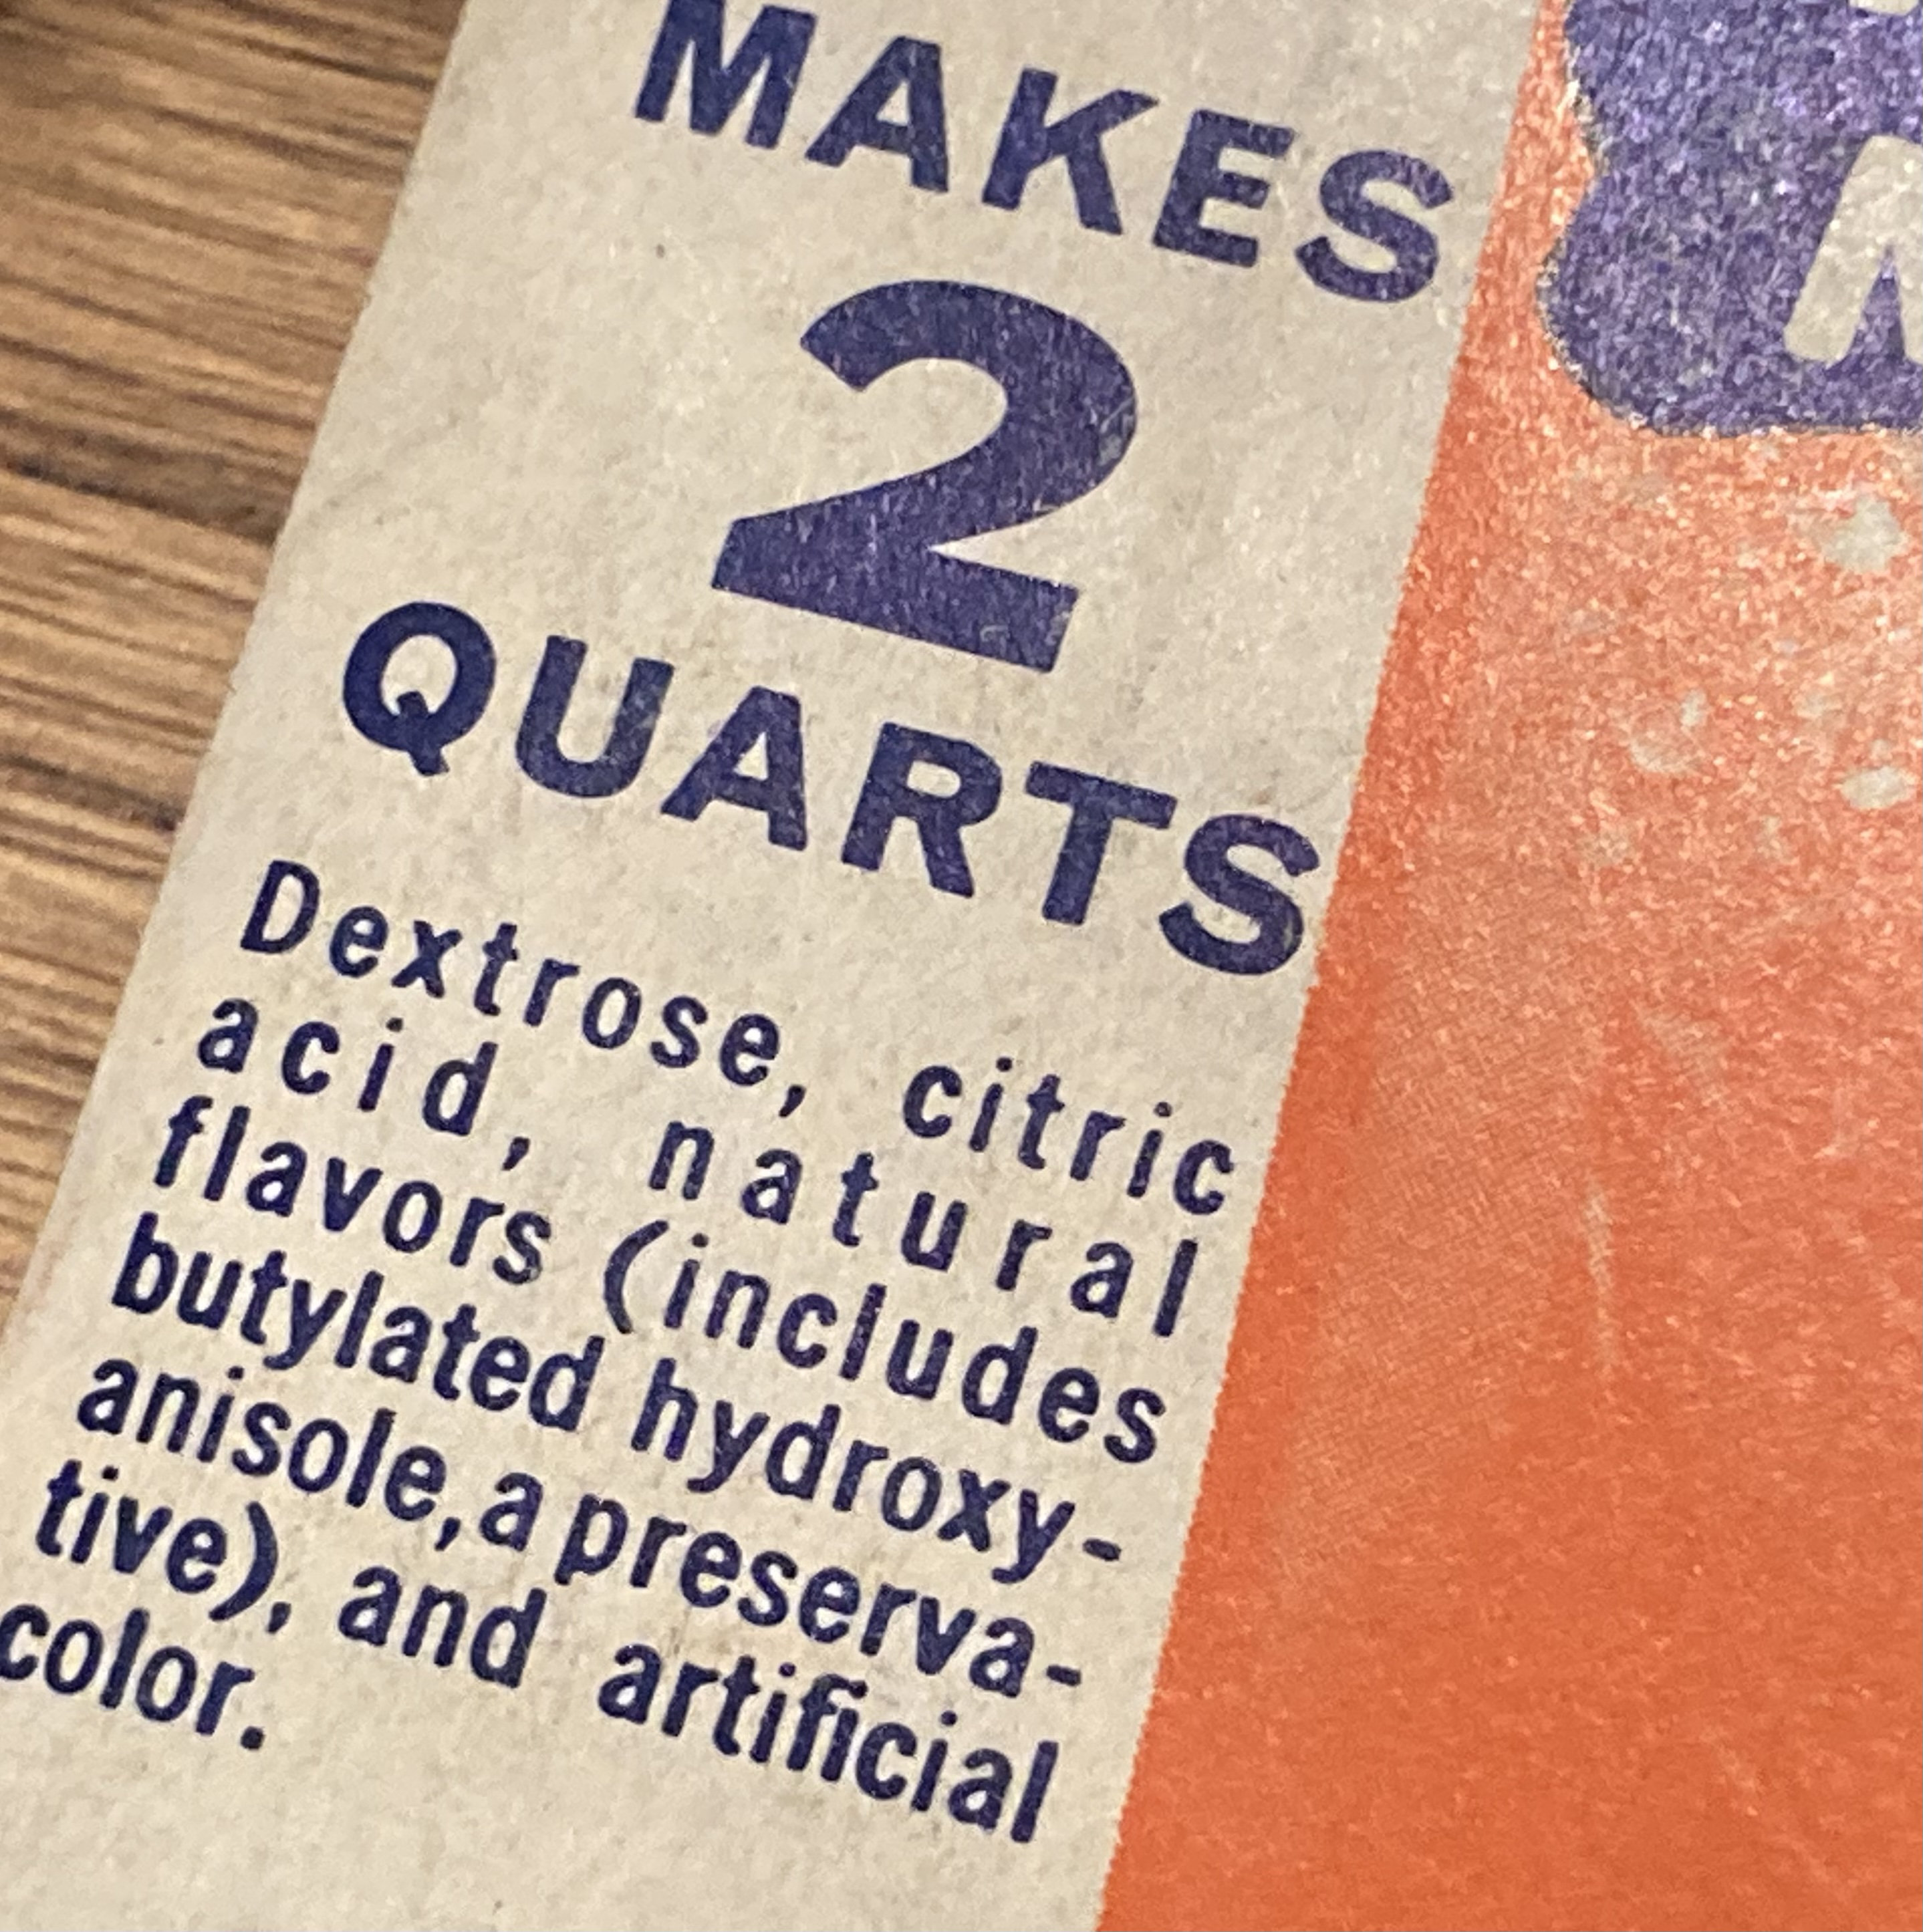 MAKES
2
QUARTS
Dextrose, citric
acid, natural
flavors (includes
butylated hydroxy-
anisole,a preserva-
tive), and artificial
color.